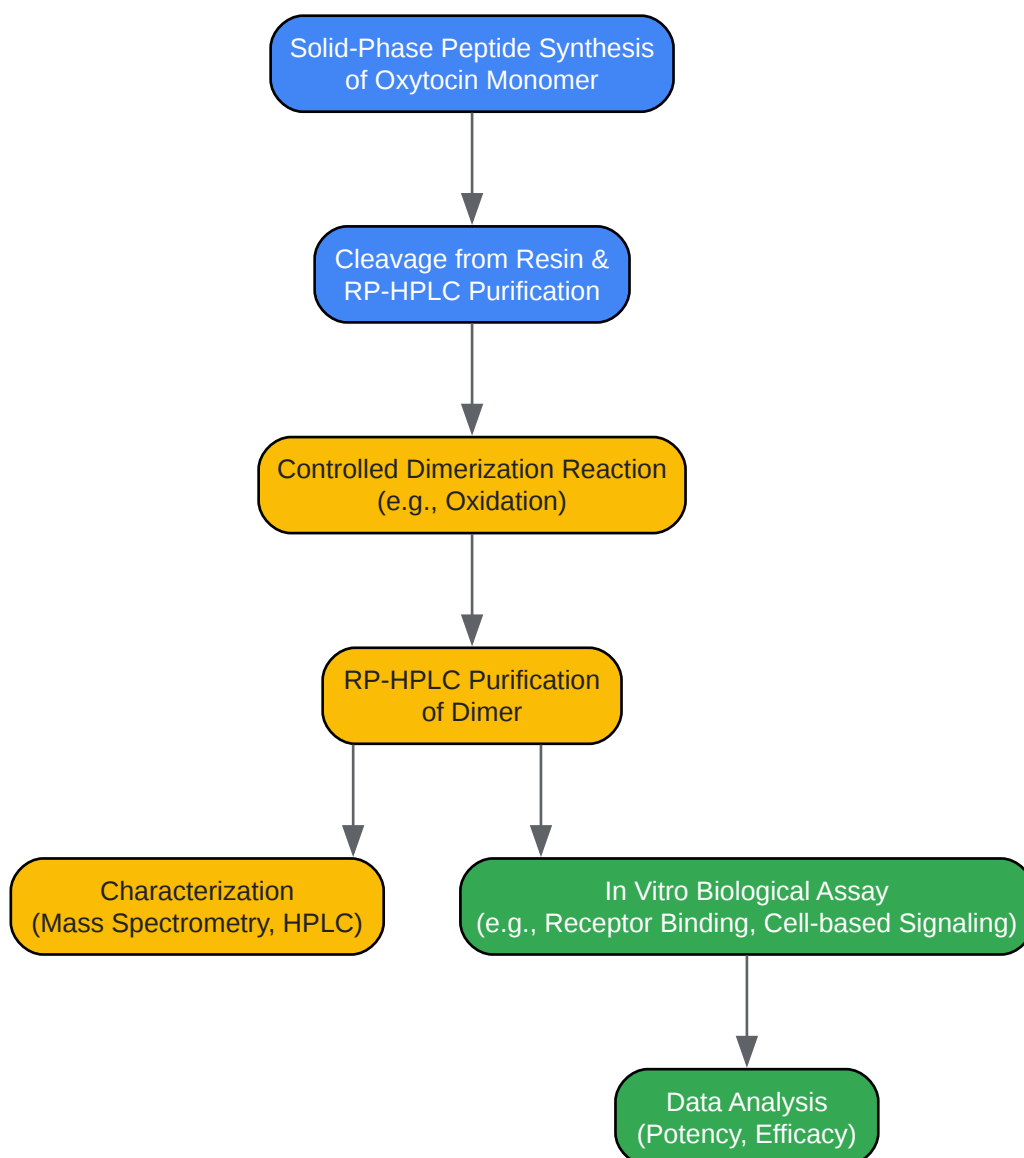 Solid-Phase Peptide Synthesis
of Oxytocin Monomer
Cleavage from Resin &
RP-HPLC Purification
Controlled Dimerization Reaction
(e.g., Oxidation)
RP-HPLC Purification
of Dimer
Characterization
(Mass Spectrometry, HPLC)
In Vitro Biological Assay
(e.g., Receptor Binding, Cell-based Signaling)
Data Analysis
(Potency, Efficacy)